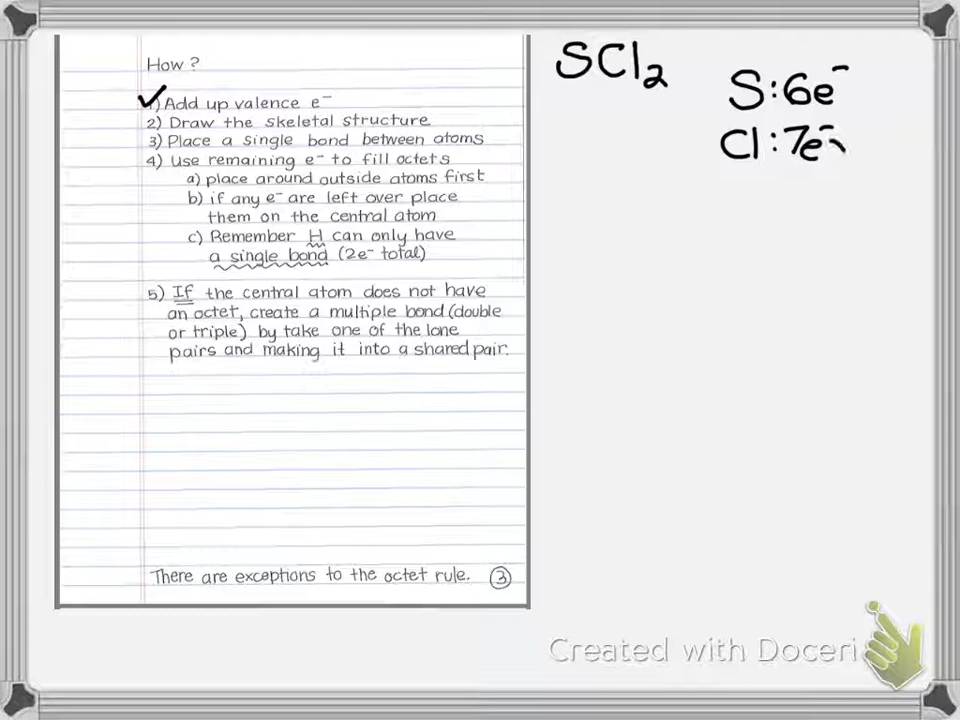 How?
1) Add up valence e⁻
2) Draw the skeletal structure
3) Place a single bond between atoms
4) Use remaining e⁻ to fill octets
a) place around outside atoms first
b) if any e⁻ are left over place
them on the central atom
c) Remember H can only have
a single bond (2e⁻ total)
5) If the central atom does not have
an octet, create a multiple bond (double
or triple) by take one of the lone
pairs and making it into a shared pair.
There are exceptions to the octet rule. 3
SCl₂
S:6e⁻
Cl:7e⁻
Created with Doceri